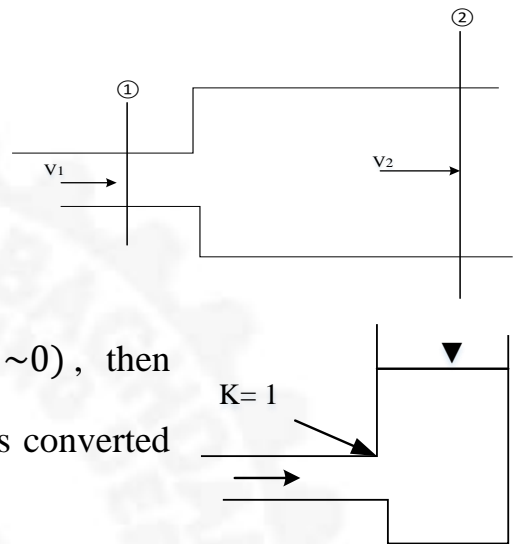 ②
①
V₁
V₂
~0), then
K= 1
s converted